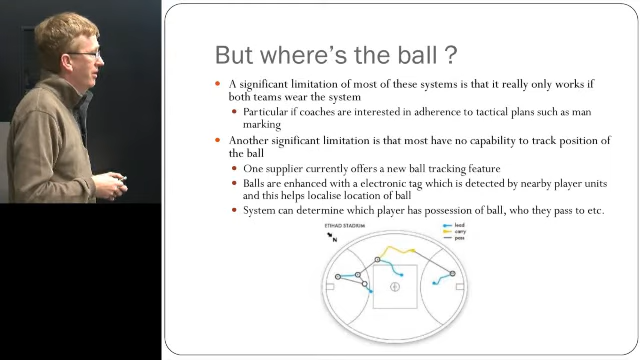 But where's the ball ?
A significant limitation of most of these systems is that it really only works if
both teams wear the system
Particular if coaches are interested in adherence to tactical plans such as man
marking
Another significant limitation is that most have no capability to track position of
the ball
One supplier currently offers a new ball tracking feature
Balls are enhanced with a electronic tag which is detected by nearby player units
and this helps localise location of ball
System can determine which player has possession of ball, who they pass to etc.
ETIHAD STADIUM
N
lead
carry
pass